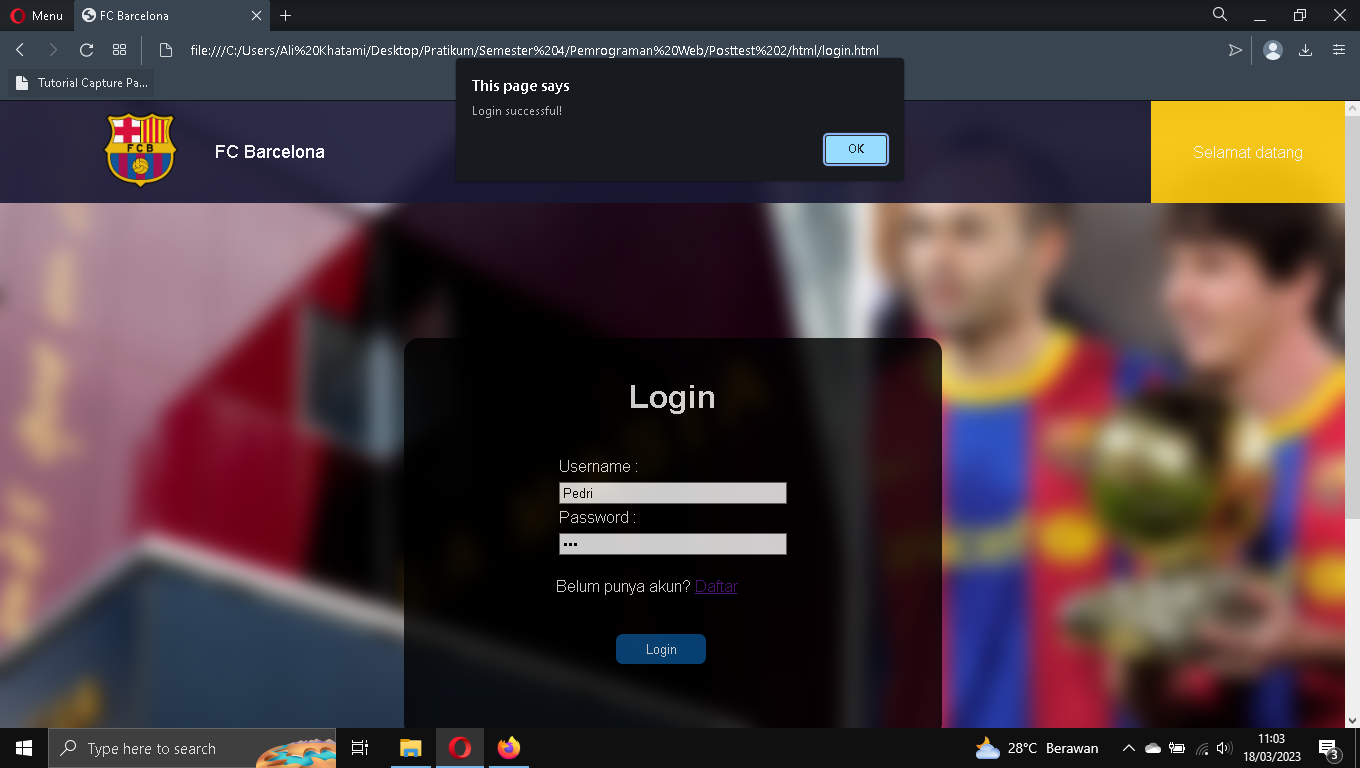 Menu
FC Barcelona
file:///C:/Users/Ali%20Khatami/Desktop/Pratikum/Semester%204/Pemrograman%20Web/Posttest%202/html/login.html
Tutorial Capture Pa...
This page says
Login successful!
OK
FCB
FC Barcelona
Selamat datang
Login
Username :
Pedri
Password :
•••
Belum punya akun? Daftar
Login
Type here to search
28°C Berawan
11:03
18/03/2023
3